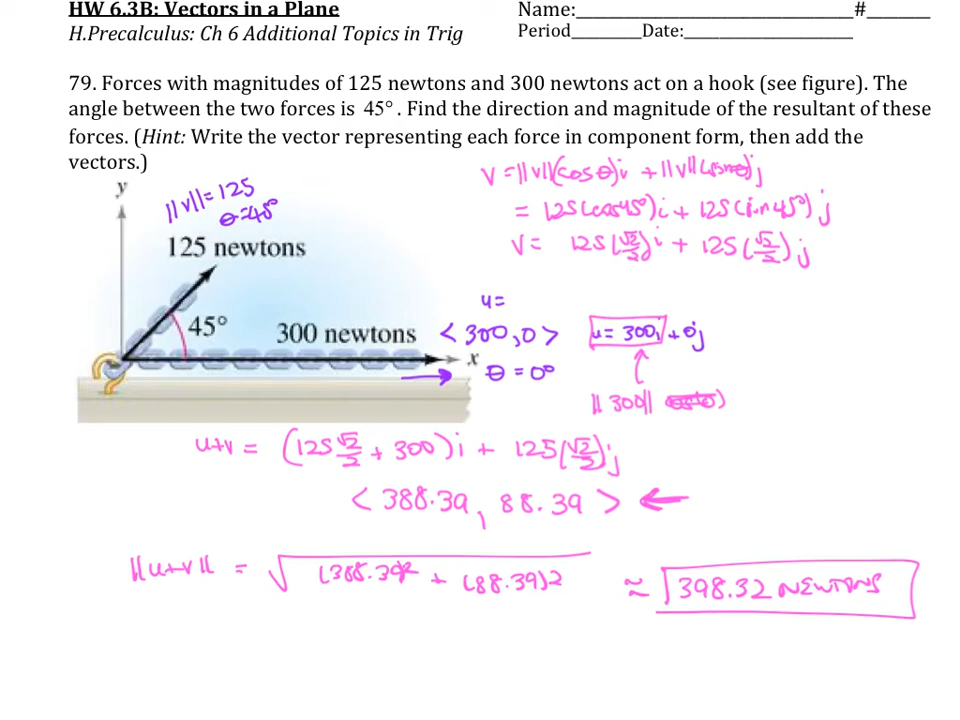 HW 6.3B: Vectors in a Plane Name:____________________#______
H.Precalculus: Ch 6 Additional Topics in Trig Period______Date:______________
79. Forces with magnitudes of 125 newtons and 300 newtons act on a hook (see figure). The
angle between the two forces is 45°. Find the direction and magnitude of the resultant of these
forces. (Hint: Write the vector representing each force in component form, then add the
vectors.)
V = ||v||(cos θ)i + ||v||(sin θ)j
= 125(cos 45°)i + 125(sin 45°)j
V = 125(√2/2)i + 125(√2/2)j
y
||v|| = 125
θ = 45°
125 newtons
45°
300 newtons
x
u =
<300,0>
θ = 0°
u = 300i + 0j
|| 300||
u+v = (125 √2/2 + 300)i + 125(√2/2)j
< 388.39, 88.39 > ←
||u+v|| = √(388.39)2 + (88.39)2 ≈ 398.32 NEWTONS